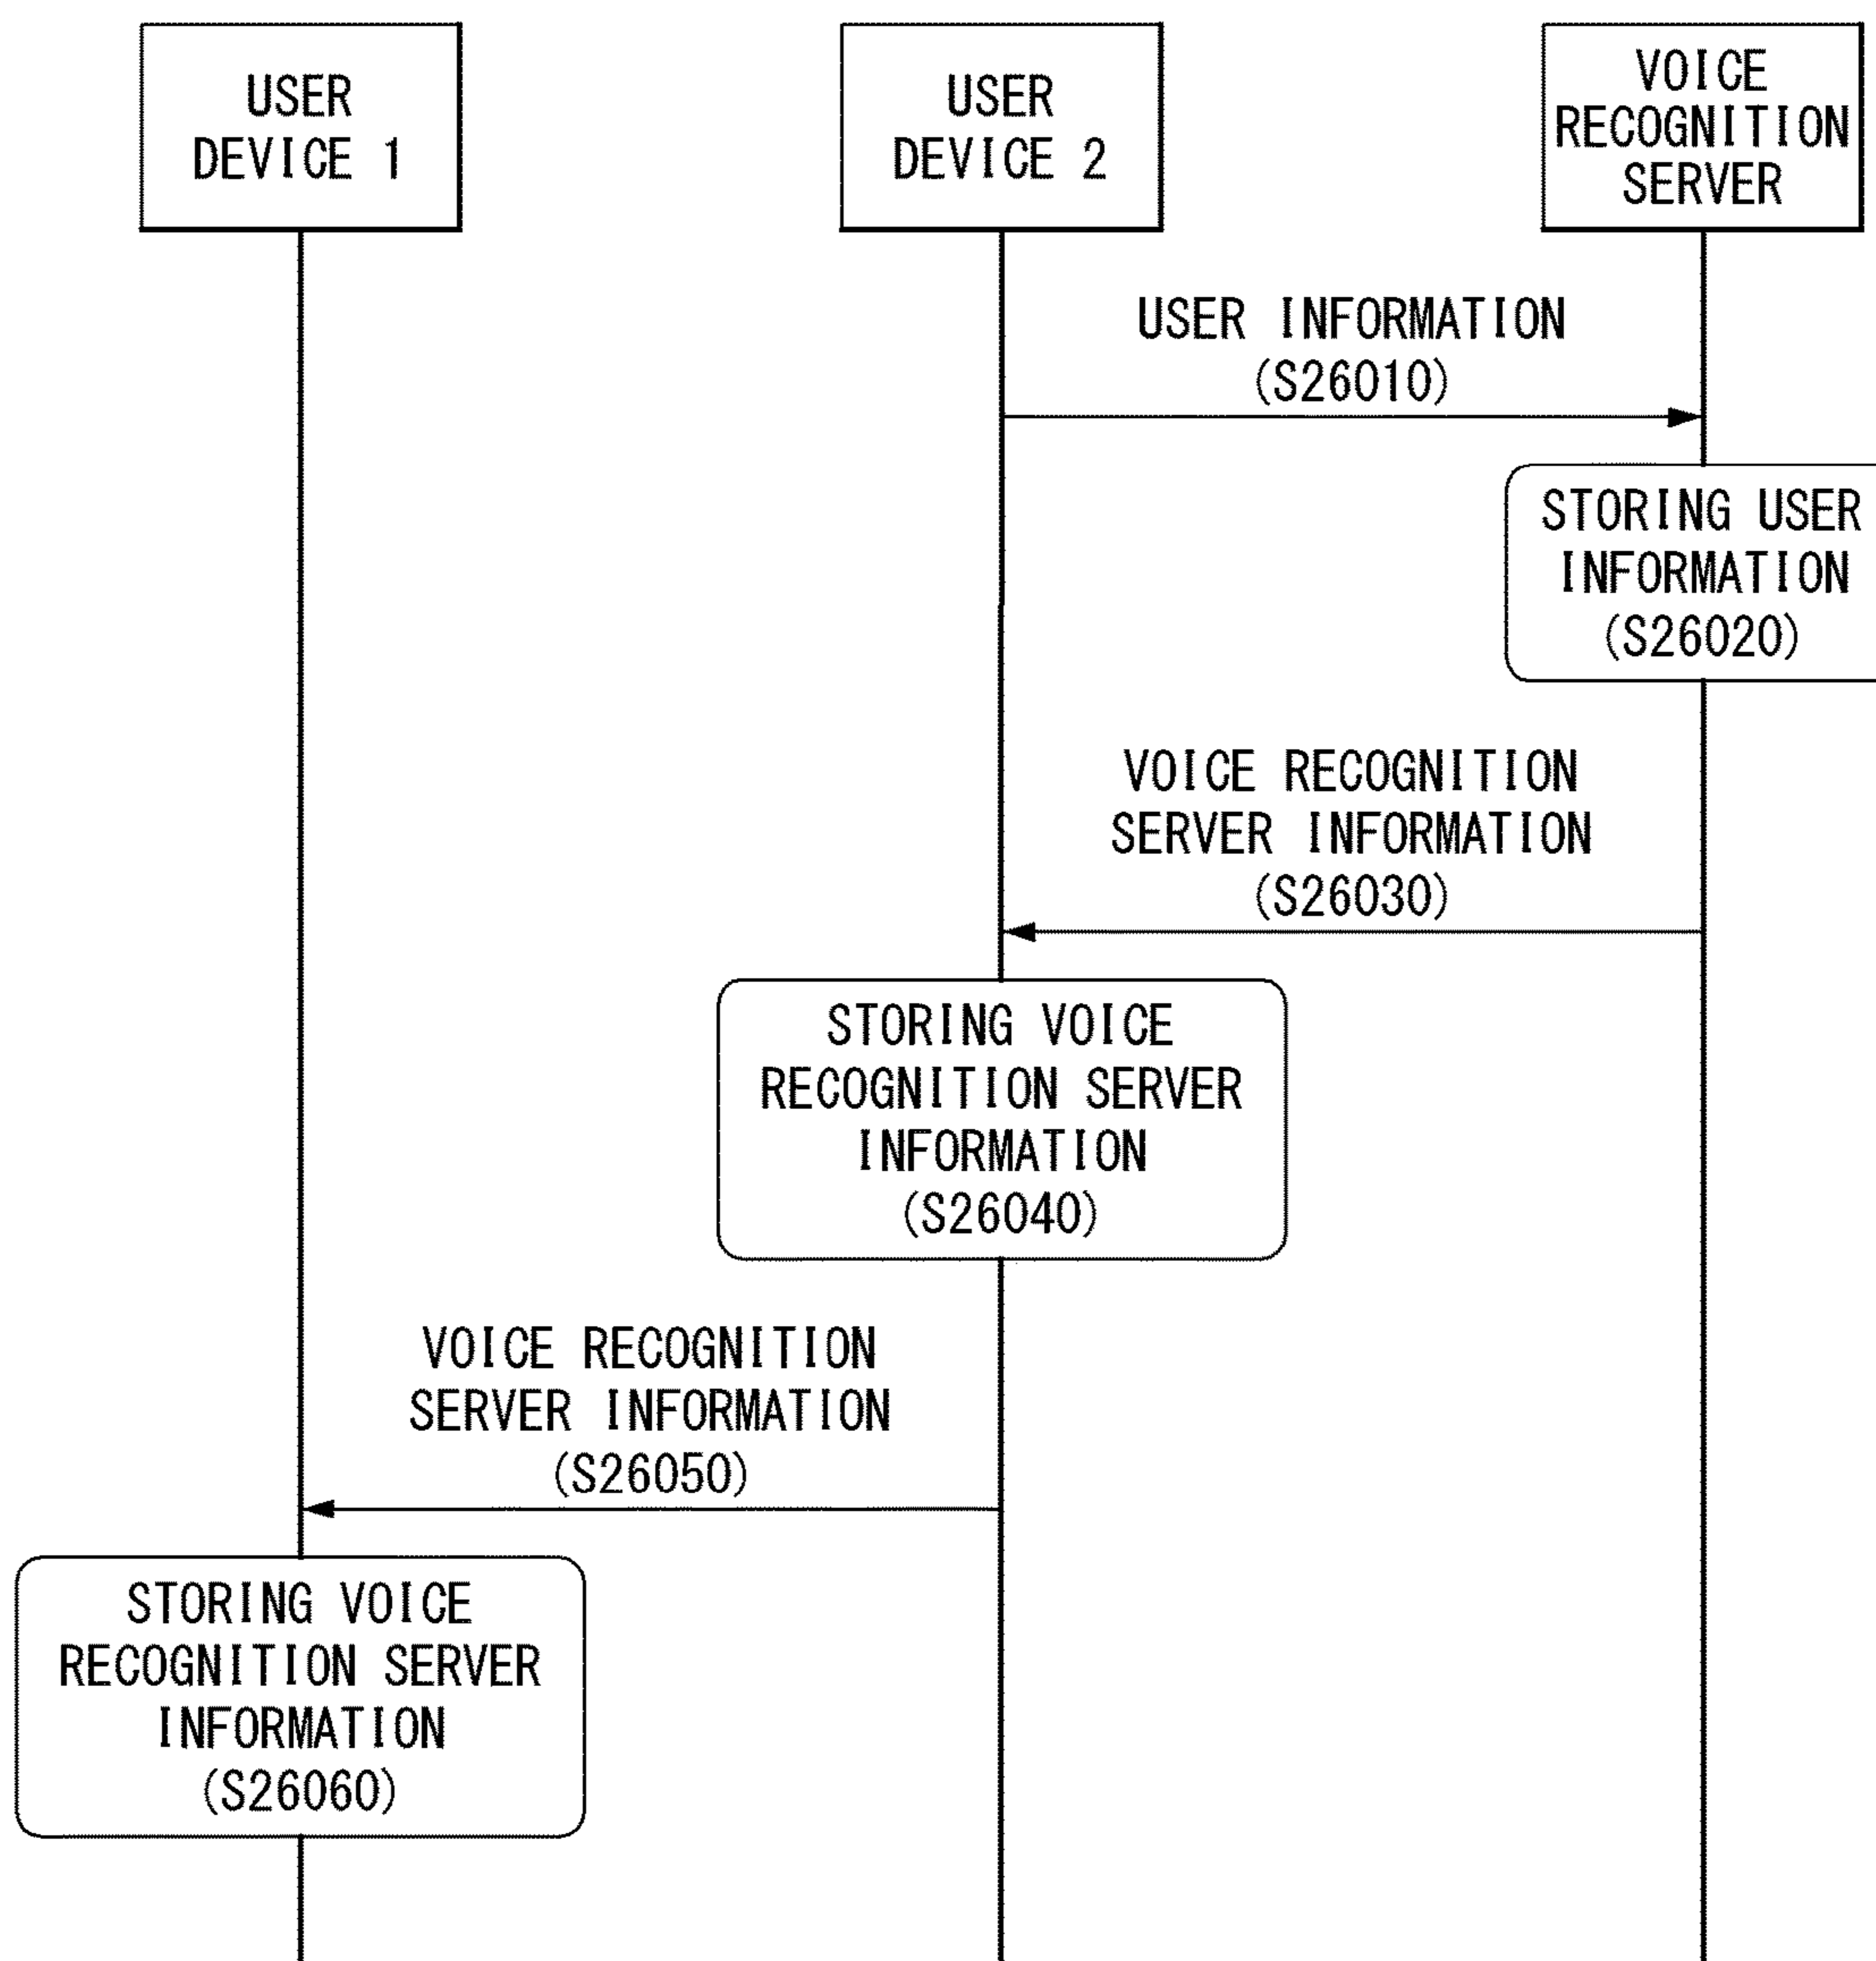 USER
DEVICE 1
USER
DEVICE 2
VOICE
RECOGNITION
SERVER
USER INFORMATION
(S26010)
STORING USER
INFORMATION
(S26020)
VOICE RECOGNITION
SERVER INFORMATION
(S26030)
STORING VOICE
RECOGNITION SERVER
INFORMATION
(S26040)
VOICE RECOGNITION
SERVER INFORMATION
(S26050)
STORING VOICE
RECOGNITION SERVER
INFORMATION
(S26060)